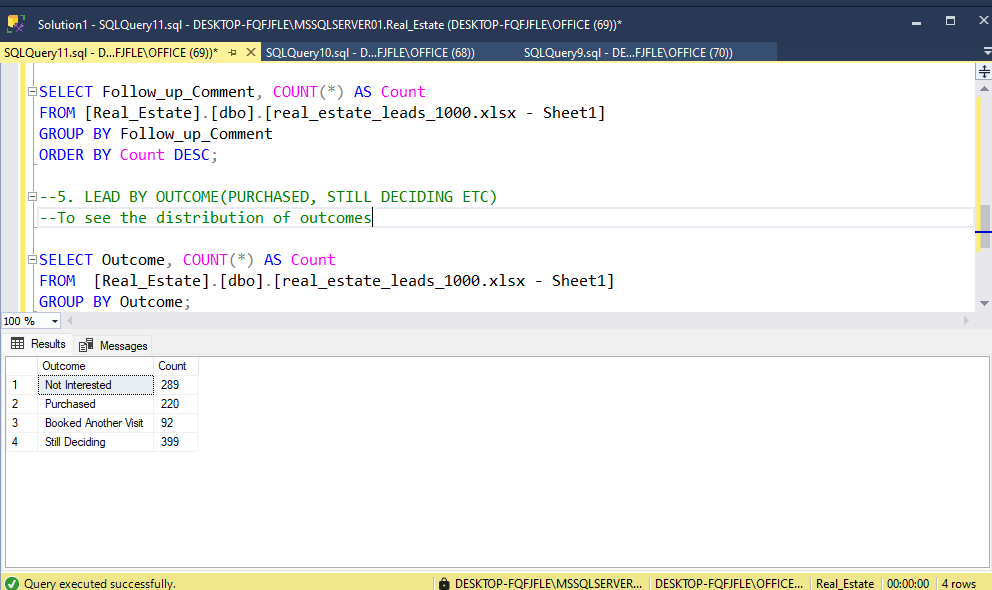 Solution1 - SQLQuery11.sql - DESKTOP-FQFJFLE\MSSQLSERVER01.Real_Estate (DESKTOP-FQFJFLE\OFFICE (69))*
SQLQuery11.sql - D...FJFLE\OFFICE (69))* SQLQuery10.sql - D...FJFLE\OFFICE (68)) SQLQuery9.sql - DE...FJFLE\OFFICE (70))
SELECT Follow_up_Comment, COUNT(*) AS Count
FROM [Real_Estate].[dbo].[real_estate_leads_1000.xlsx - Sheet1]
GROUP BY Follow_up_Comment
ORDER BY Count DESC;
--5. LEAD BY OUTCOME(PURCHASED, STILL DECIDING ETC)
--To see the distribution of outcomes
SELECT Outcome, COUNT(*) AS Count
FROM  [Real_Estate].[dbo].[real_estate_leads_1000.xlsx - Sheet1]
GROUP BY Outcome;
100 %
Results Messages
Outcome Count
1 Not Interested 289
2 Purchased 220
3 Booked Another Visit 92
4 Still Deciding 399
Query executed successfully. DESKTOP-FQFJFLE\MSSQLSERVER... DESKTOP-FQFJFLE\OFFICE... Real_Estate 00:00:00 4 rows